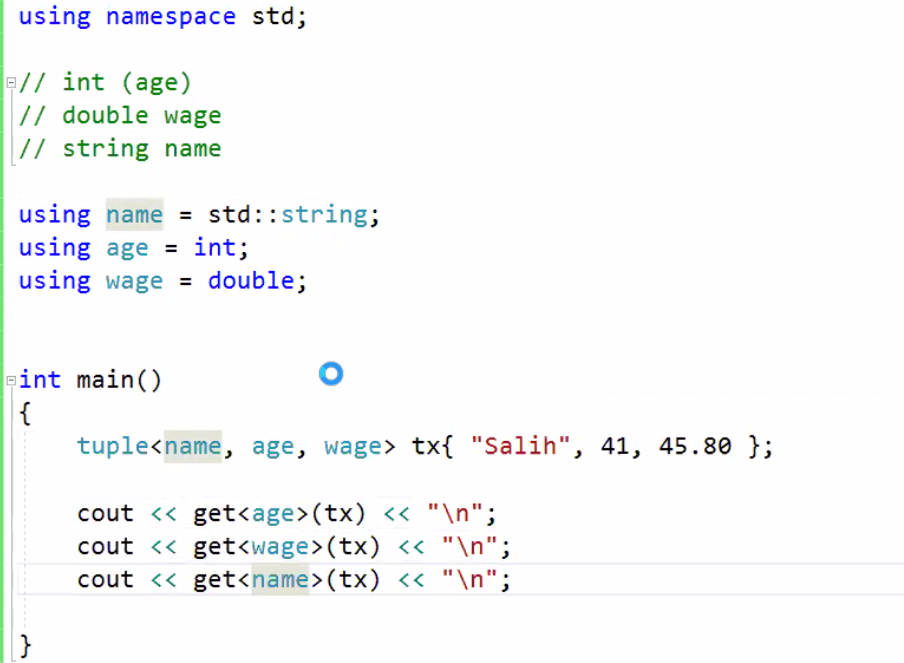 using namespace std;
// int (age)
// double wage
// string name
using name = std::string;
using age = int;
using wage = double;
int main()
{
tuple<name, age, wage> tx{ "Salih", 41, 45.80 };
cout << get<age>(tx) << "\n";
cout << get<wage>(tx) << "\n";
cout << get<name>(tx) << "\n";
}